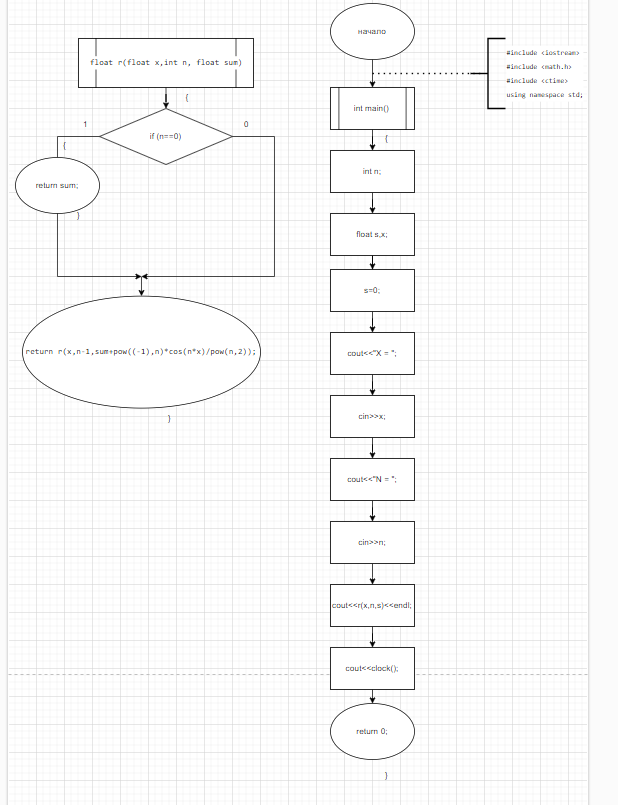 float r(float x,int n, float sum)
{
1
0
if (n==0)
{
return sum;
}
return r(x,n-1,sum+pow((-1),n)*cos(n*x)/pow(n,2));
}
начало
#include <iostream>
#include <math.h>
#include <ctime>
using namespace std;
int main()
{
int n;
float s,x;
s=0;
cout<<"X = ";
cin>>x;
cout<<"N = ";
cin>>n;
cout<<r(x,n,s)<<endl;
cout<<clock();
return 0;
}